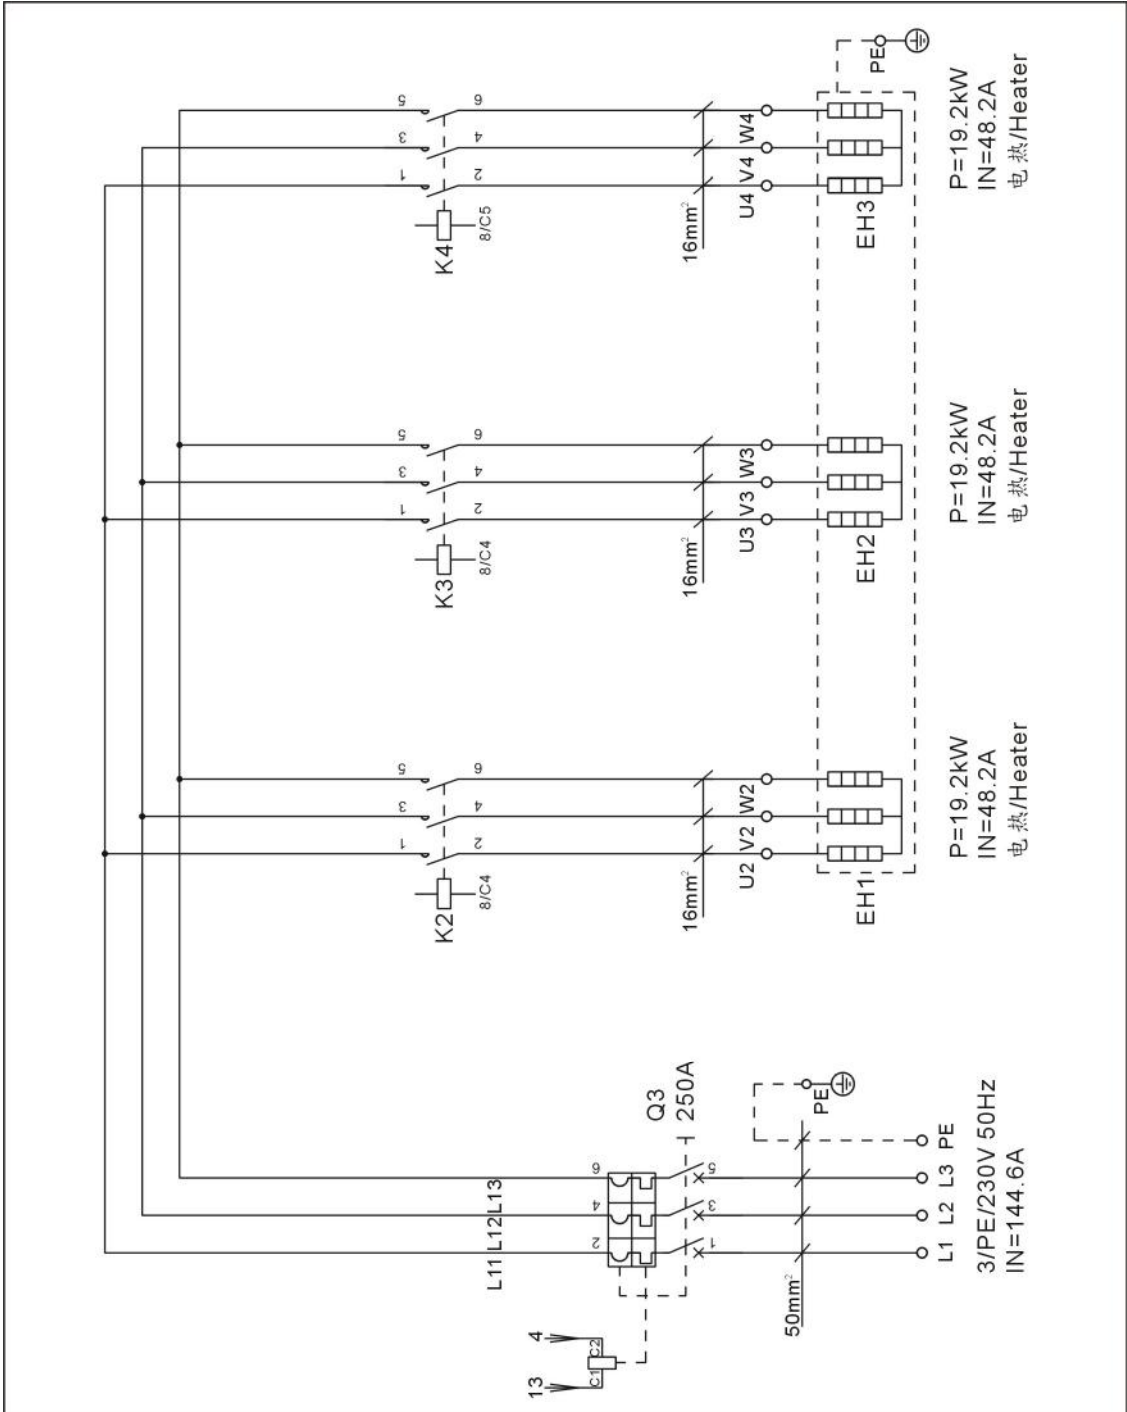 13
4
C1 C2
L11 L12 L13
2
4
6
Q3
250A
1
3
5
50mm²
PE
L1 L2 L3 PE
3/PE/230V 50Hz
IN=144.6A
1
3
5
K2
8/C4
2
4
6
16mm²
U2 V2 W2
EH1
P=19.2kW
IN=48.2A
电热/Heater
1
3
5
K3
8/C4
2
4
6
16mm²
U3 V3 W3
EH2
P=19.2kW
IN=48.2A
电热/Heater
1
3
5
K4
8/C5
2
4
6
16mm²
U4 V4 W4
EH3
PE
P=19.2kW
IN=48.2A
电热/Heater